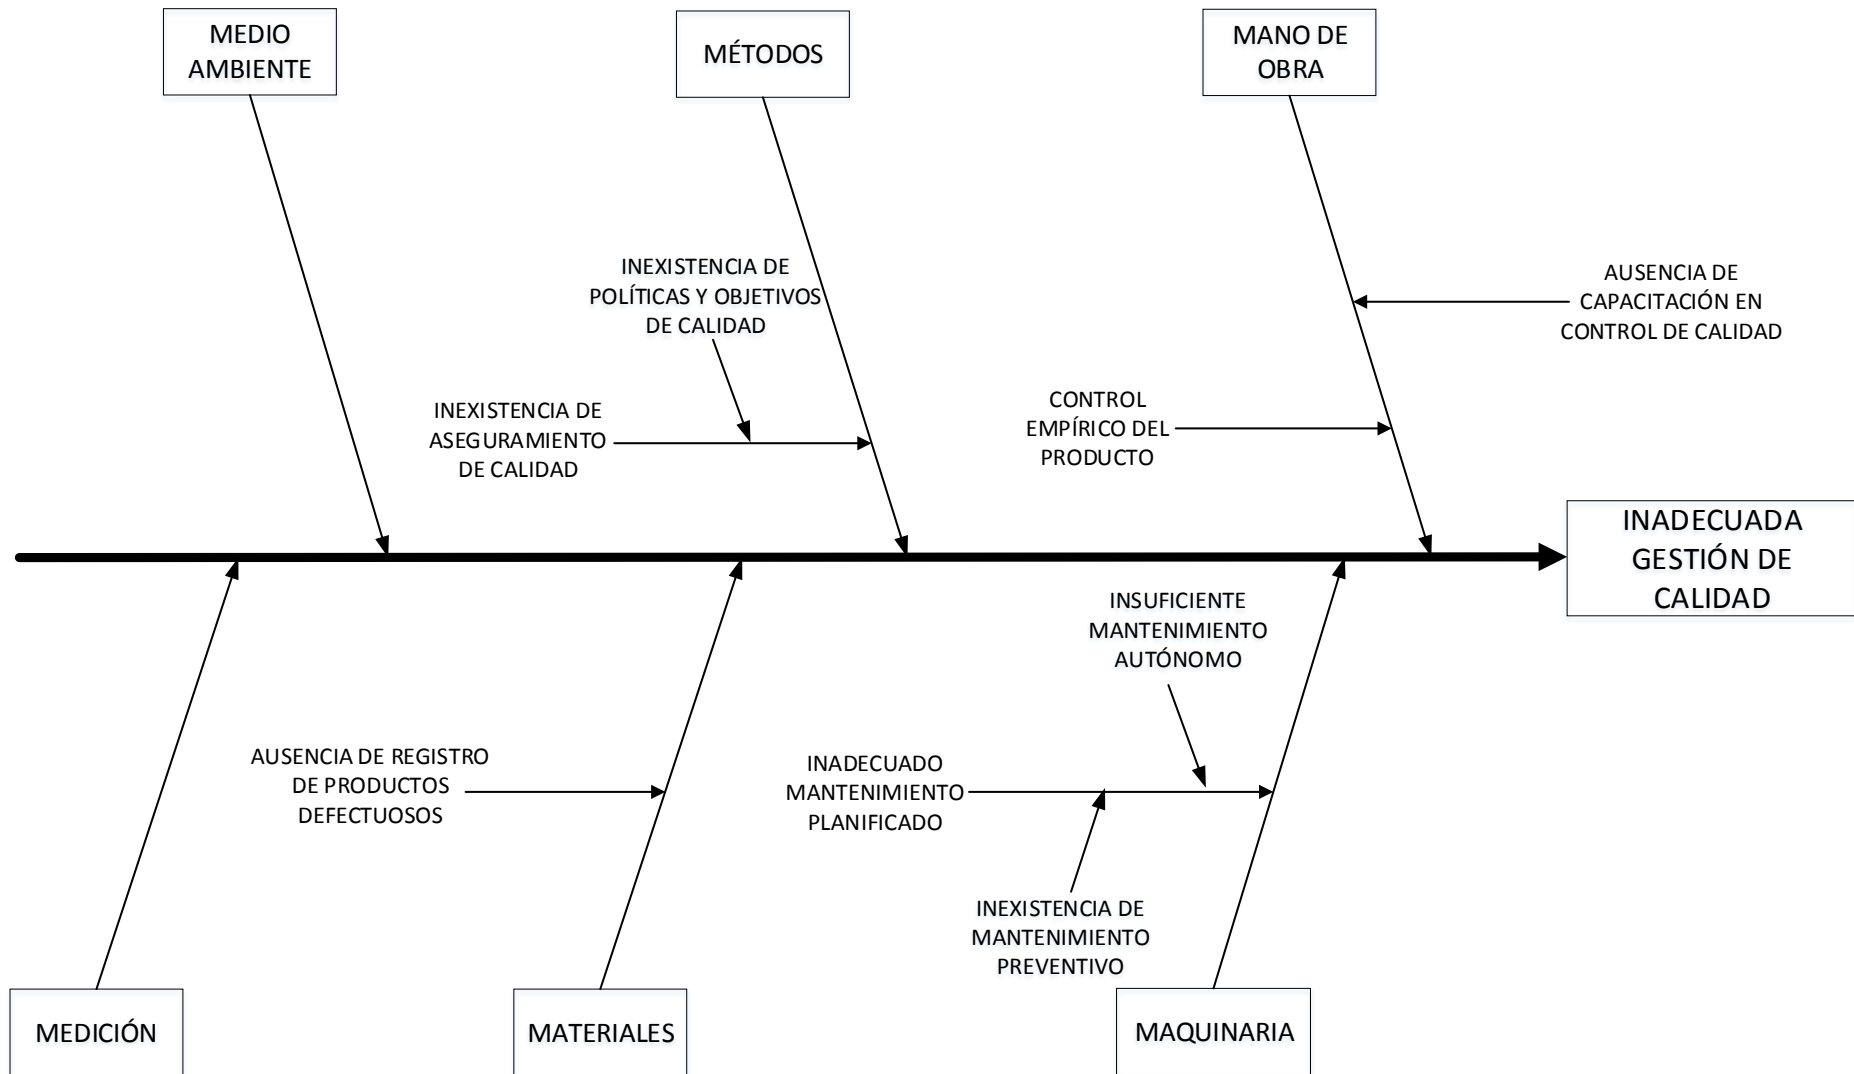 MEDIO
AMBIENTE
MÉTODOS
MANO DE
OBRA
INEXISTENCIA DE
POLÍTICAS Y OBJETIVOS
DE CALIDAD
AUSENCIA DE
CAPACITACIÓN EN
CONTROL DE CALIDAD
INEXISTENCIA DE
ASEGURAMIENTO
DE CALIDAD
CONTROL
EMPÍRICO DEL
PRODUCTO
INADECUADA
GESTIÓN DE
CALIDAD
INSUFICIENTE
MANTENIMIENTO
AUTÓNOMO
AUSENCIA DE REGISTRO
DE PRODUCTOS
DEFECTUOSOS
INADECUADO
MANTENIMIENTO
PLANIFICADO
INEXISTENCIA DE
MANTENIMIENTO
PREVENTIVO
MEDICIÓN
MATERIALES
MAQUINARIA